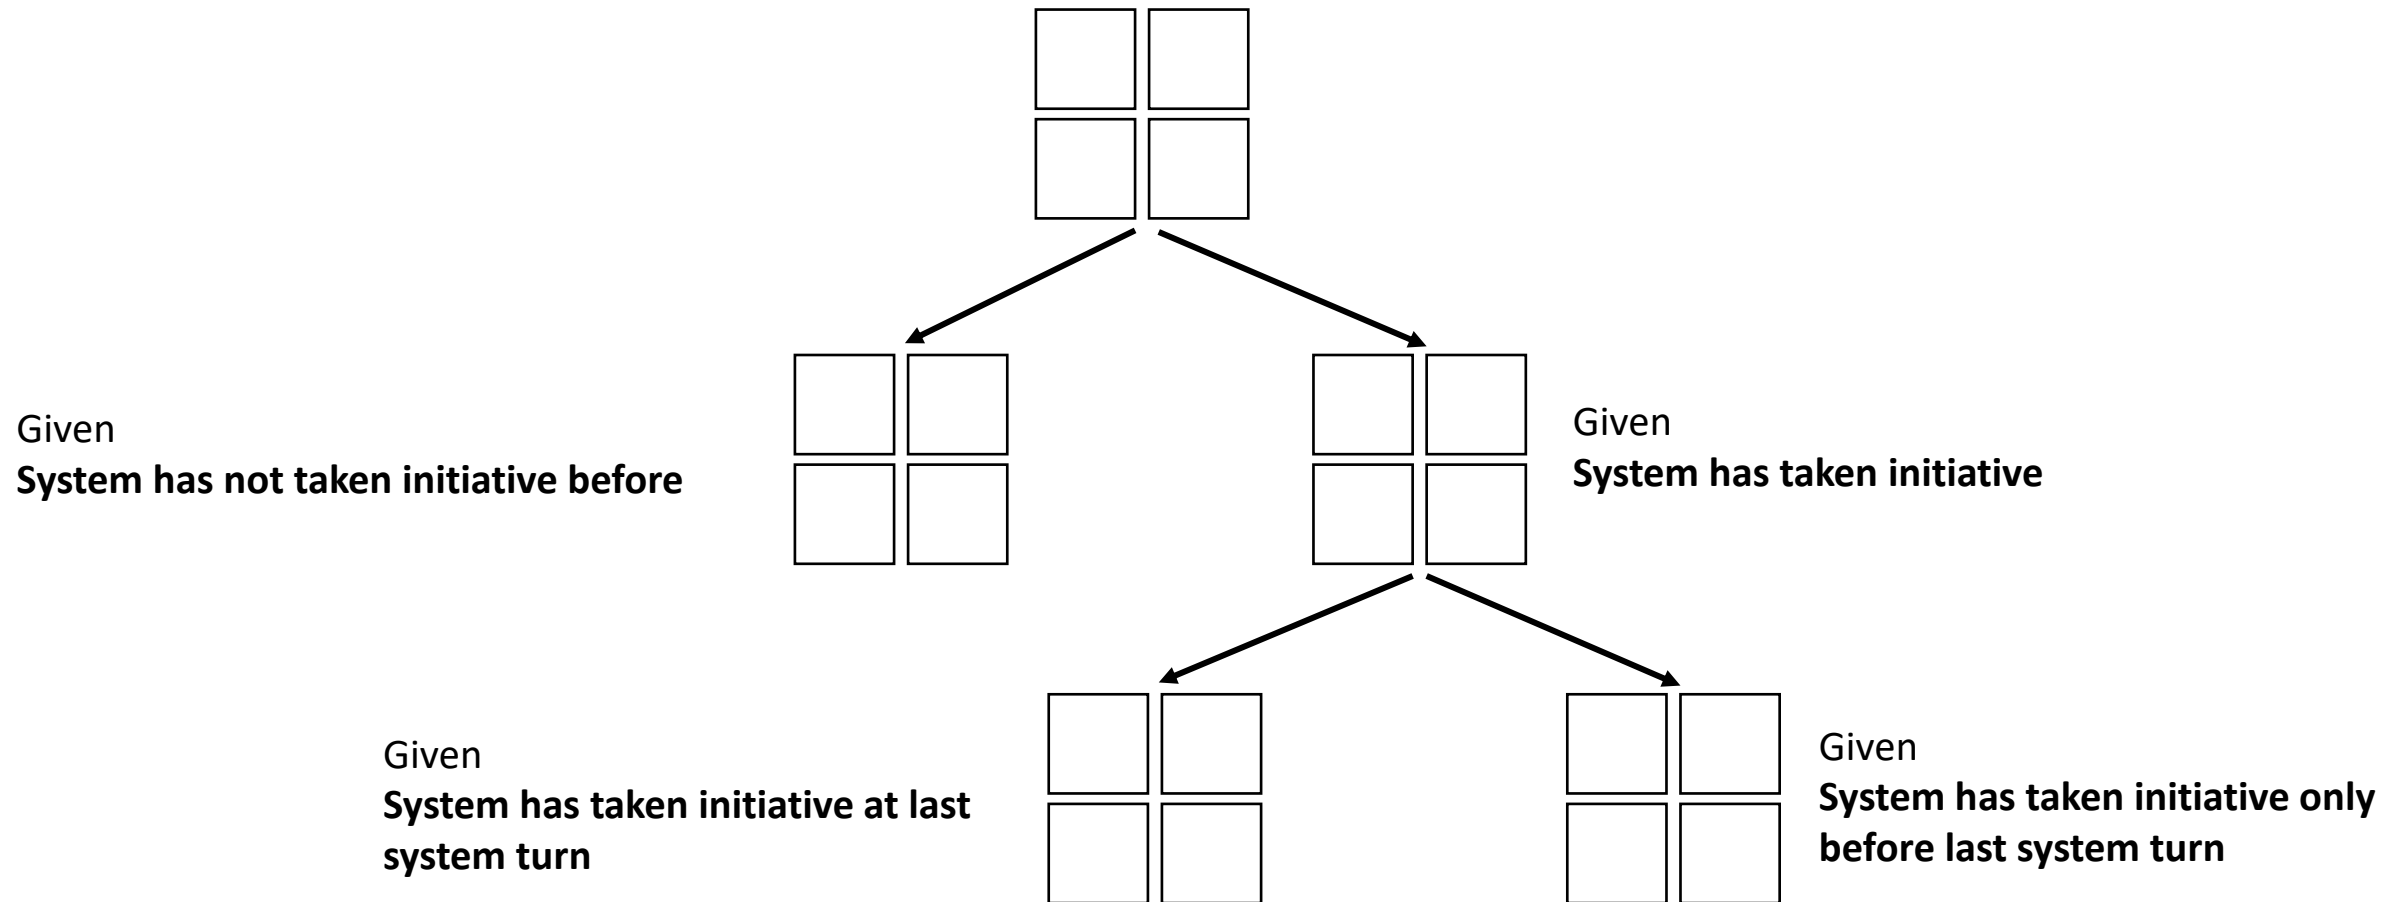 Given
System has not taken initiative before
Given
System has taken initiative
Given
System has taken initiative at last
system turn
Given
System has taken initiative only
before last system turn